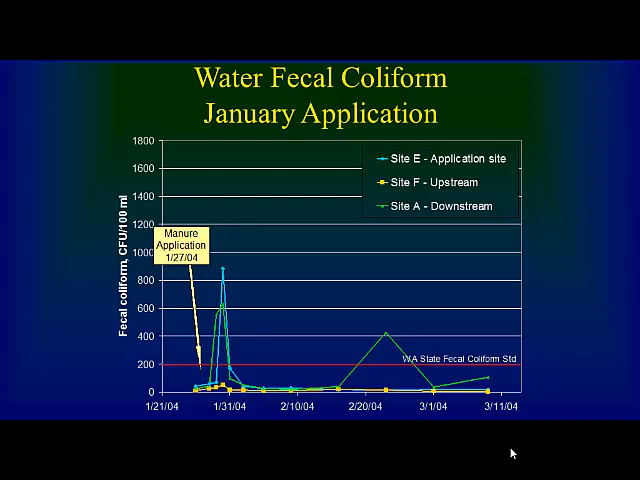 Water Fecal Coliform
January Application
Fecal coliform, CFU/100 ml
1800
1600
1400
1200
1000
800
600
400
200
0
Manure
Application
1/27/04
Site E - Application site
Site F - Upstream
Site A - Downstream
WA State Fecal Coliform Std
1/21/04 1/31/04 2/10/04 2/20/04 3/1/04 3/11/04